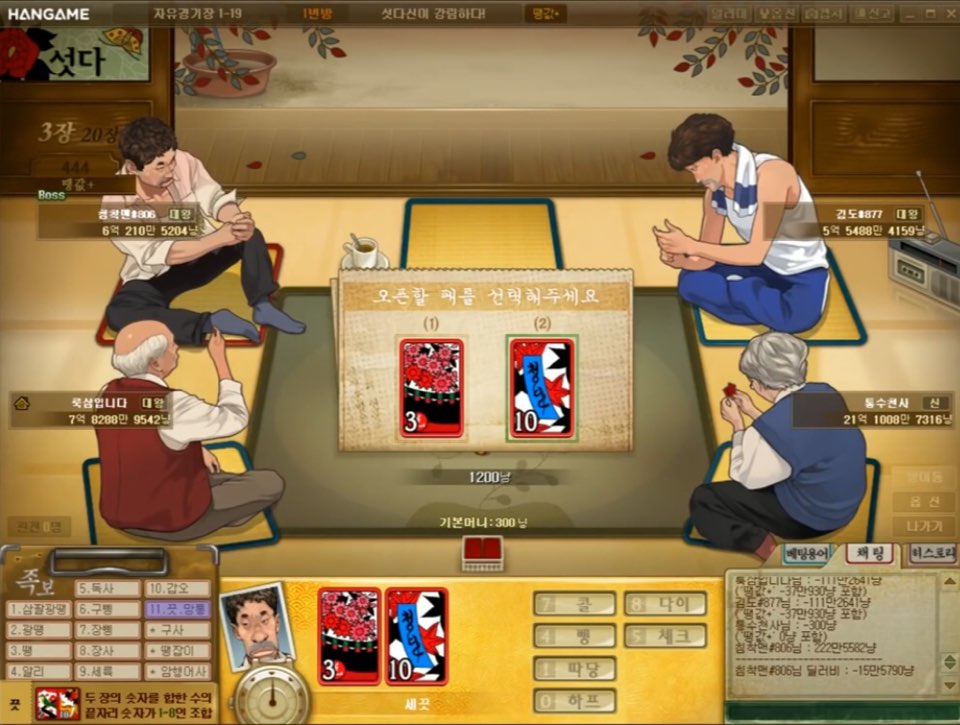 HANGAME
자유경기장 1-19
1번방
섯다신이 강림하다!
땡값+
섯다
3장 20장
444
땡값+
Boss
침착맨#806 대왕
6억 210만 5204냥
김도#877 대왕
5억 5488만 4159냥
오픈할 패를 선택해주세요
(1)
(2)
3
청단
10
룩삼입니다 대왕
7억 8288만 9542냥
통수천사 신
21억 1008만 7316냥
1200냥
기본머니:300냥
옵션
나가기
족보
1.삼팔광땡
2.광땡
3.땡
4.알리
5.독사
6.구삥
7.장삥
8.장사
9.세륙
10.갑오
11.끗.망통
+ 구사
+ 땡잡이
+ 암행어사
끗
두 장의 숫자를 합한 수의
끝자리 숫자가 1-8인 조합
3
청단
10
세끗
7 콜
8 다이
4 삥
5 체크
1 따당
0 하프
베팅용어
채팅
히스토리
룩삼입니다님 : -111만2641냥
("땡값+" -37만930냥 포함)
김도#877님 : -111만2641냥
("땡값+" -37만930냥 포함)
통수천사님 : -300냥
("땡값+" 0냥 포함)
침착맨#806님 : 222만5582냥
침착맨#806님 딜러비 : -15만5790냥